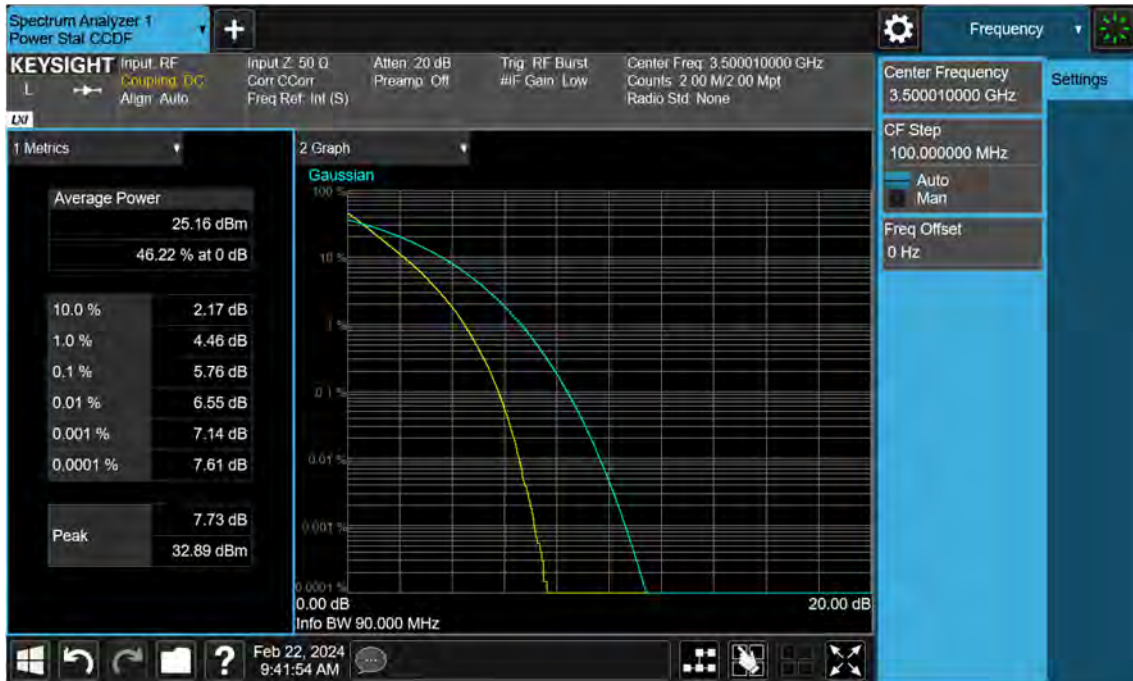 Spectrum Analyzer 1
Power Stat CCDF
+
Frequency
KEYSIGHT
L
LXI
Input: RF
Coupling: DC
Align: Auto
Input Z: 50 Ω
Corr CCorr
Freq Ref: Int (S)
Atten: 20 dB
Preamp: Off
Trig: RF Burst
#IF Gain: Low
Center Freq: 3.500010000 GHz
Counts: 2.00 M/2.00 Mpt
Radio Std: None
Center Frequency
3.500010000 GHz
Settings
CF Step
100.000000 MHz
Auto
Man
Freq Offset
0 Hz
1 Metrics
Average Power
25.16 dBm
46.22 % at 0 dB
10.0 % 2.17 dB
1.0 % 4.46 dB
0.1 % 5.76 dB
0.01 % 6.55 dB
0.001 % 7.14 dB
0.0001 % 7.61 dB
Peak
7.73 dB
32.89 dBm
2 Graph
Gaussian
100 %
10 %
1 %
0.1 %
0.01 %
0.001 %
0.0001 %
0.00 dB 20.00 dB
Info BW 90.000 MHz
?
Feb 22, 2024
9:41:54 AM